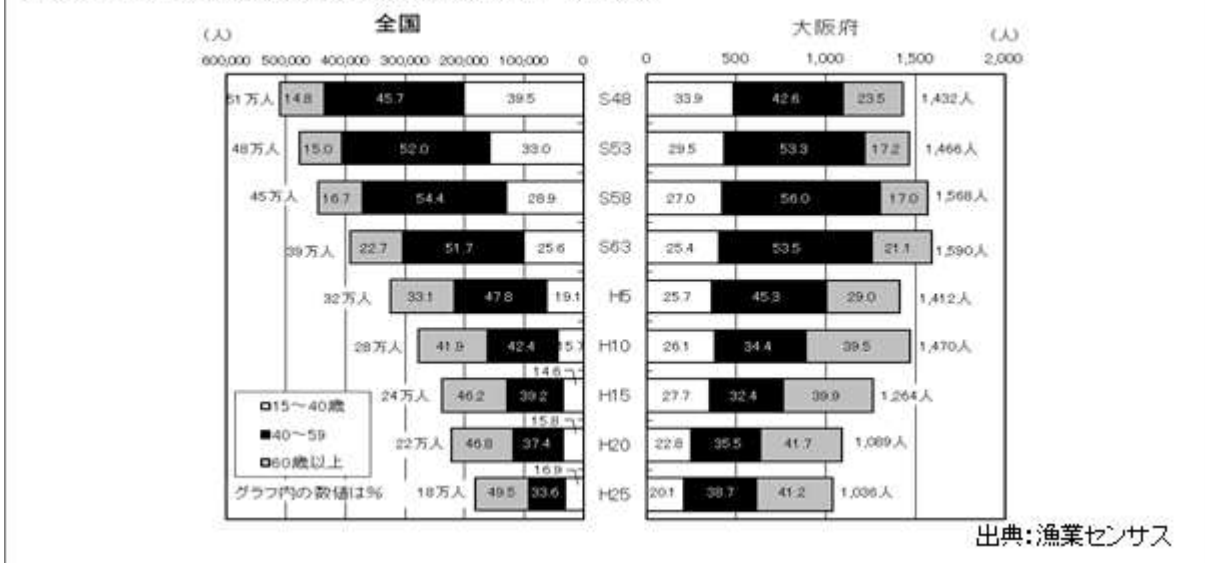 全国 大阪府
(人) (人)
600,000 500,000 400,000 300,000 200,000 100,000 0 0 500 1,000 1,500 2,000
51万人 14.8 45.7 39.5 S48 33.9 42.6 23.5 1,432人
48万人 15.0 52.0 33.0 S53 29.5 53.3 17.2 1,466人
45万人 16.7 54.4 28.9 S58 27.0 56.0 17.0 1,568人
39万人 22.7 51.7 25.6 S63 25.4 53.5 21.1 1,590人
32万人 33.1 47.8 19.1 H5 25.7 45.3 29.0 1,412人
28万人 41.9 42.4 15.7 H10 26.1 34.4 39.5 1,470人
14.6
24万人 46.2 39.2 H15 27.7 32.4 39.9 1,264人
15.8
22万人 46.8 37.4 H20 22.8 35.5 41.7 1,089人
16.9
18万人 49.5 33.6 H25 20.1 38.7 41.2 1,036人
15～40歳
40～59
60歳以上
グラフ内の数値は%
出典:漁業センサス